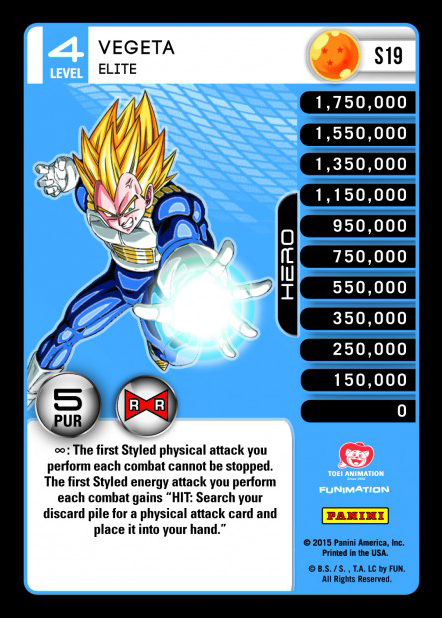 4
LEVEL
VEGETA
ELITE
S19
1,750,000
1,550,000
1,350,000
1,150,000
950,000
750,000
550,000
350,000
250,000
150,000
0
HERO
5
PUR
R R
∞: The first Styled physical attack you
perform each combat cannot be stopped.
The first Styled energy attack you perform
each combat gains “HIT: Search your
discard pile for a physical attack card and
place it into your hand.”
TOEI ANIMATION
Since 1956
FUNIMATION
PANINI
© 2015 Panini America, Inc.
Printed in the USA.
© B.S. / S. , T.A. LC by FUN.
All Rights Reserved.